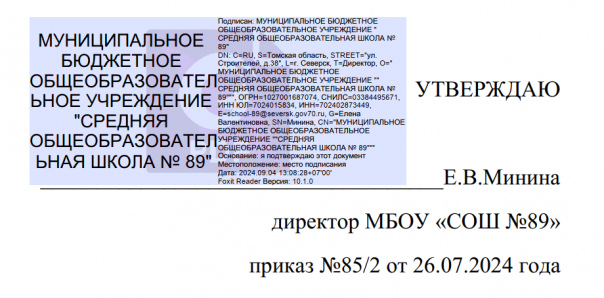 МУНИЦИПАЛЬНОЕ
БЮДЖЕТНОЕ
ОБЩЕОБРАЗОВАТЕЛ
ЬНОЕ УЧРЕЖДЕНИЕ
"СРЕДНЯЯ
ОБЩЕОБРАЗОВАТЕЛ
ЬНАЯ ШКОЛА № 89"
Подписан: МУНИЦИПАЛЬНОЕ БЮДЖЕТНОЕ
ОБЩЕОБРАЗОВАТЕЛЬНОЕ УЧРЕЖДЕНИЕ "
СРЕДНЯЯ ОБЩЕОБРАЗОВАТЕЛЬНАЯ ШКОЛА №
89"
DN: C=RU, S=Томская область, STREET="ул.
Строителей, д.38", L=г. Северск, T=Директор, O="
МУНИЦИПАЛЬНОЕ БЮДЖЕТНОЕ
ОБЩЕОБРАЗОВАТЕЛЬНОЕ УЧРЕЖДЕНИЕ ""
СРЕДНЯЯ ОБЩЕОБРАЗОВАТЕЛЬНАЯ ШКОЛА №
89""", ОГРН=1027001687074, СНИЛС=03384495671,
ИНН ЮЛ=7024015834, ИНН=702402873449,
E=school-89@seversk.gov70.ru, G=Елена
Валентиновна, SN=Минина, CN="МУНИЦИПАЛЬНОЕ
БЮДЖЕТНОЕ ОБЩЕОБРАЗОВАТЕЛЬНОЕ
УЧРЕЖДЕНИЕ ""СРЕДНЯЯ
ОБЩЕОБРАЗОВАТЕЛЬНАЯ ШКОЛА № 89"""
Основание: я подтверждаю этот документ
Местоположение: место подписания
Дата: 2024.09.04 13:08:28+07'00'
Foxit Reader Версия: 10.1.0
УТВЕРЖДАЮ
Е.В.Минина
директор МБОУ «СОШ №89»
приказ №85/2 от 26.07.2024 года